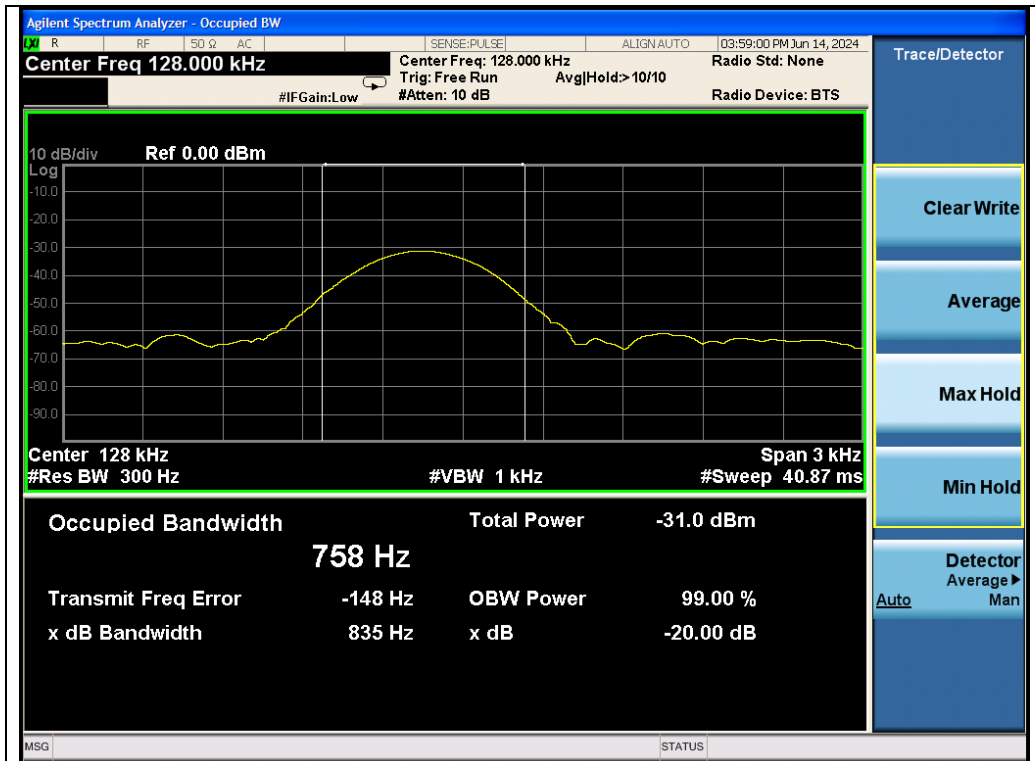 Agilent Spectrum Analyzer - Occupied BW
LXI R RF 50 Ω AC SENSE:PULSE ALIGN AUTO 03:59:00 PM Jun 14, 2024
Center Freq 128.000 kHz
Center Freq: 128.000 kHz
Radio Std: None
Trig: Free Run Avg|Hold:>10/10
#IFGain:Low #Atten: 10 dB
Radio Device: BTS
10 dB/div Ref 0.00 dBm
Log
-10.0
-20.0
-30.0
-40.0
-50.0
-60.0
-70.0
-80.0
-90.0
Center 128 kHz Span 3 kHz
#Res BW 300 Hz #VBW 1 kHz #Sweep 40.87 ms
Occupied Bandwidth Total Power -31.0 dBm
758 Hz
Transmit Freq Error -148 Hz OBW Power 99.00 %
x dB Bandwidth 835 Hz x dB -20.00 dB
Trace/Detector
Clear Write
Average
Max Hold
Min Hold
Detector
Average▶
Auto Man
MSG STATUS